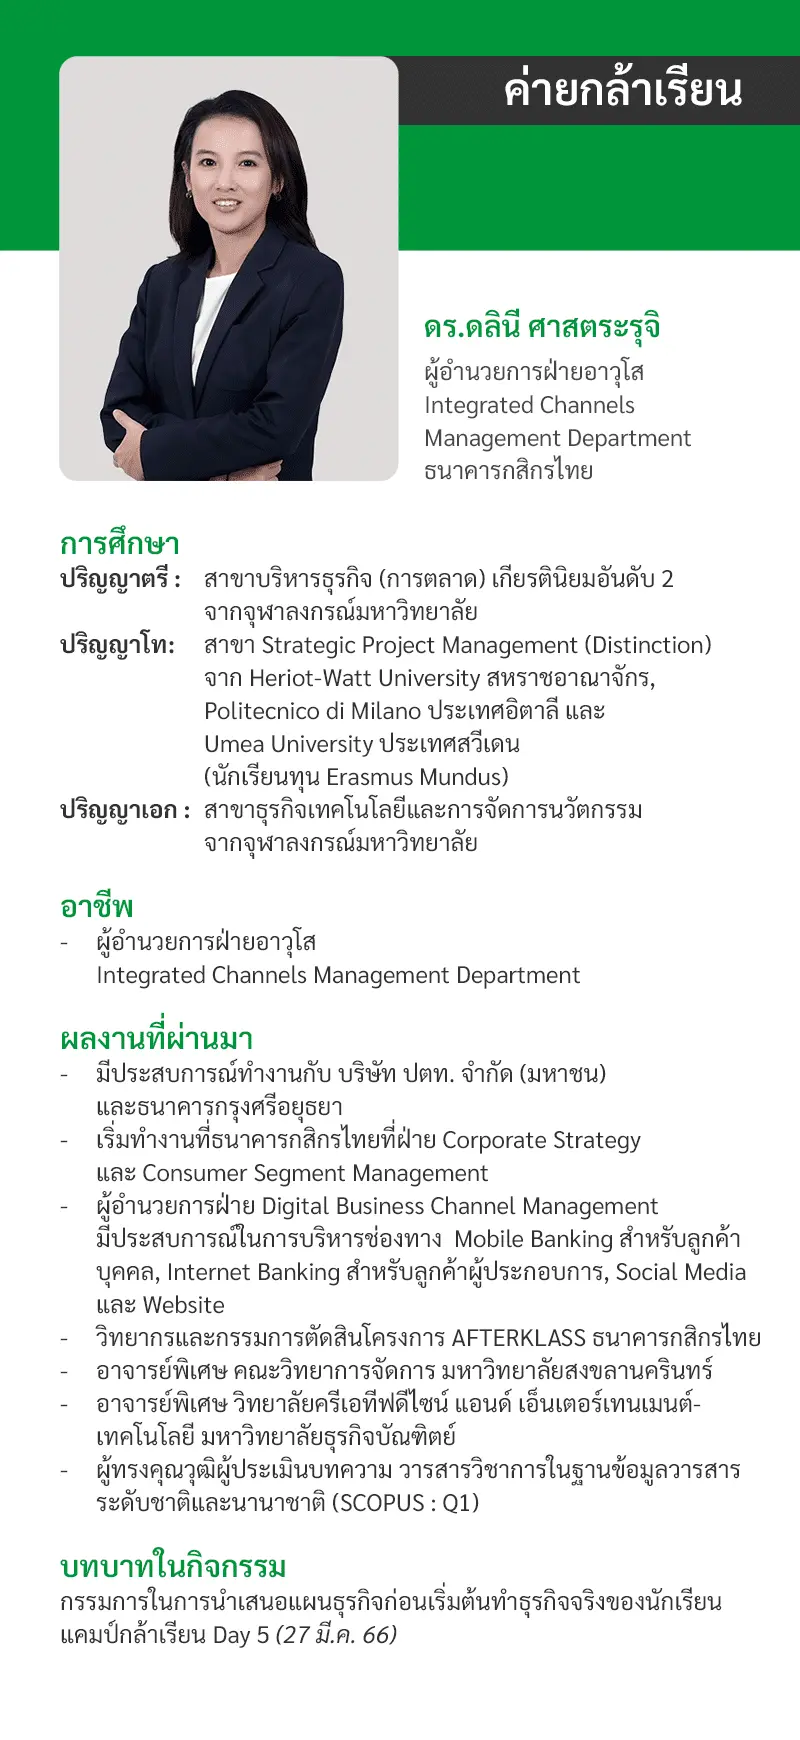 ค่ายกล้าเรียน
ดร.ดลินี ศาสตระรุจิ
ผู้อำนวยการฝ่ายอาวุโส
Integrated Channels
Management Department
ธนาคารกสิกรไทย
การศึกษา
ปริญญาตรี : สาขาบริหารธุรกิจ (การตลาด) เกียรตินิยมอันดับ 2
จากจุฬาลงกรณ์มหาวิทยาลัย
ปริญญาโท: สาขา Strategic Project Management (Distinction)
จาก Heriot-Watt University สหราชอาณาจักร,
Politecnico di Milano ประเทศอิตาลี และ
Umea University ประเทศสวีเดน
(นักเรียนทุน Erasmus Mundus)
ปริญญาเอก : สาขาธุรกิจเทคโนโลยีและการจัดการนวัตกรรม
จากจุฬาลงกรณ์มหาวิทยาลัย
อาชีพ
- ผู้อำนวยการฝ่ายอาวุโส
Integrated Channels Management Department
ผลงานที่ผ่านมา
- มีประสบการณ์ทำงานกับ บริษัท ปตท. จำกัด (มหาชน)
และธนาคารกรุงศรีอยุธยา
- เริ่มทำงานที่ธนาคารกสิกรไทยที่ฝ่าย Corporate Strategy
และ Consumer Segment Management
- ผู้อำนวยการฝ่าย Digital Business Channel Management
มีประสบการณ์ในการบริหารช่องทาง Mobile Banking สำหรับลูกค้า
บุคคล, Internet Banking สำหรับลูกค้าผู้ประกอบการ, Social Media
และ Website
- วิทยากรและกรรมการตัดสินโครงการ AFTERKLASS ธนาคารกสิกรไทย
- อาจารย์พิเศษ คณะวิทยาการจัดการ มหาวิทยาลัยสงขลานครินทร์
- อาจารย์พิเศษ วิทยาลัยครีเอทีฟดีไซน์ แอนด์ เอ็นเตอร์เทนเมนต์-
เทคโนโลยี มหาวิทยาลัยธุรกิจบัณฑิตย์
- ผู้ทรงคุณวุฒิผู้ประเมินบทความ วารสารวิชาการในฐานข้อมูลวารสาร
ระดับชาติและนานาชาติ (SCOPUS : Q1)
บทบาทในกิจกรรม
กรรมการในการนำเสนอแผนธุรกิจก่อนเริ่มต้นทำธุรกิจจริงของนักเรียน
แคมป์กล้าเรียน Day 5 (27 มี.ค. 66)